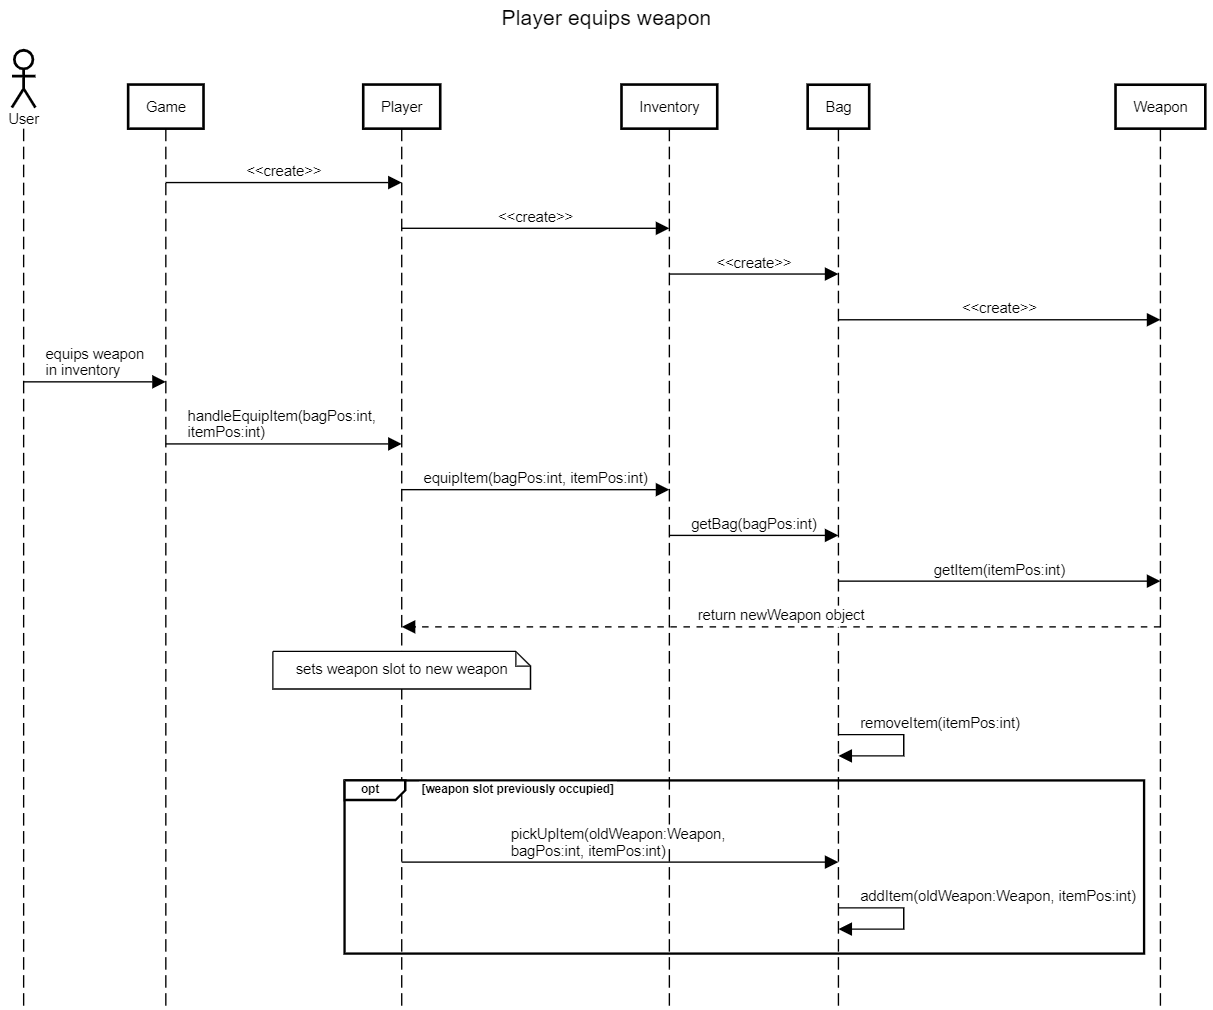 Player equips weapon
User
Game
Player
Inventory
Bag
Weapon
<<create>>
<<create>>
<<create>>
<<create>>
equips weapon
in inventory
handleEquipItem(bagPos:int,
itemPos:int)
equipItem(bagPos:int, itemPos:int)
getBag(bagPos:int)
getItem(itemPos:int)
return newWeapon object
sets weapon slot to new weapon
removeItem(itemPos:int)
opt
[weapon slot previously occupied]
pickUpItem(oldWeapon:Weapon,
bagPos:int, itemPos:int)
addItem(oldWeapon:Weapon, itemPos:int)